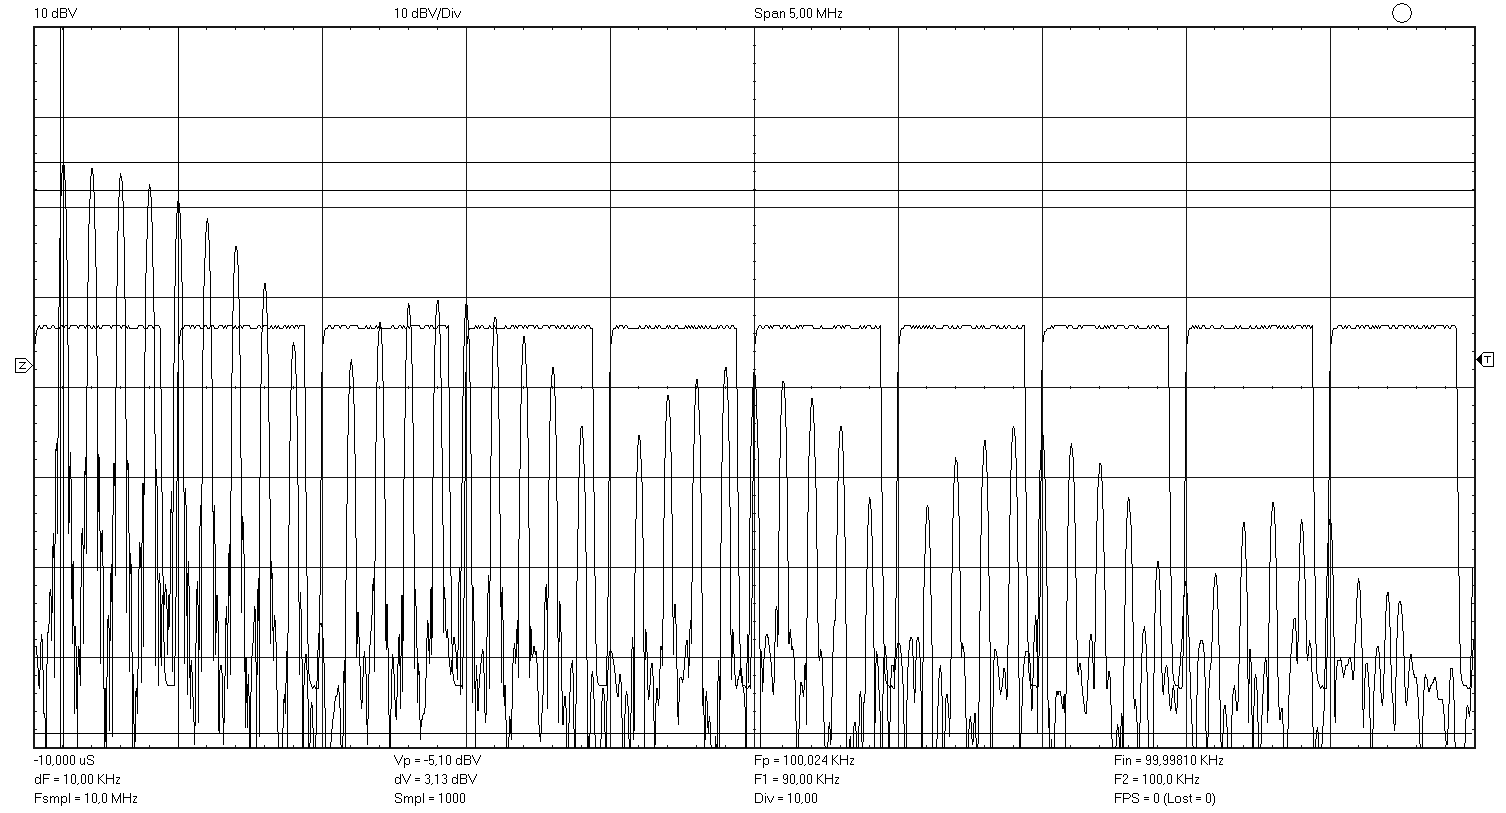 10 dBV 10 dBV/Div Span 5,00 MHz
Z T
-10,000 uS Vp = -5,10 dBV Fp = 100,024 KHz Fin = 99,99810 KHz
dF = 10,00 KHz dV = 3,13 dBV F1 = 90,00 KHz F2 = 100,0 KHz
Fsmpl = 10,0 MHz Smpl = 1000 Div = 10,00 FPS = 0 (Lost = 0)